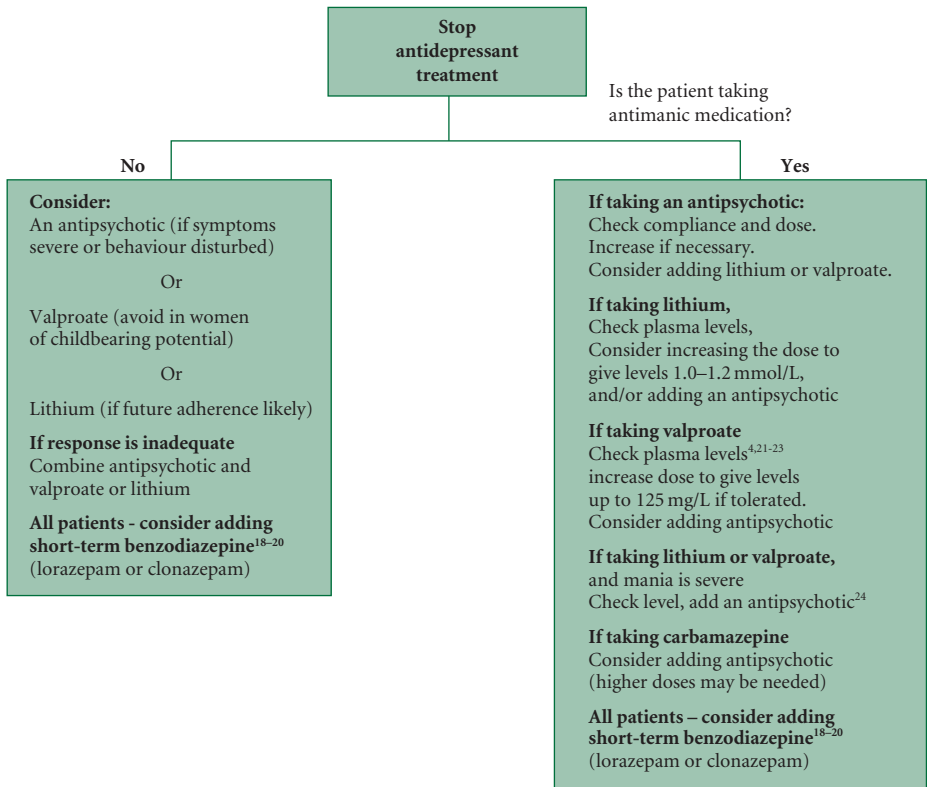 Stop
antidepressant
treatment
Is the patient taking
antimanic medication?
No
Consider:
An antipsychotic (if symptoms
severe or behaviour disturbed)
Or
Valproate (avoid in women
of childbearing potential)
Or
Lithium (if future adherence likely)
If response is inadequate
Combine antipsychotic and
valproate or lithium
All patients - consider adding
short-term benzodiazepine18–20
(lorazepam or clonazepam)
Yes
If taking an antipsychotic:
Check compliance and dose.
Increase if necessary.
Consider adding lithium or valproate.
If taking lithium,
Check plasma levels,
Consider increasing the dose to
give levels 1.0–1.2 mmol/L,
and/or adding an antipsychotic
If taking valproate
Check plasma levels4,21-23
increase dose to give levels
up to 125 mg/L if tolerated.
Consider adding antipsychotic
If taking lithium or valproate,
and mania is severe
Check level, add an antipsychotic24
If taking carbamazepine
Consider adding antipsychotic
(higher doses may be needed)
All patients – consider adding
short-term benzodiazepine18–20
(lorazepam or clonazepam)